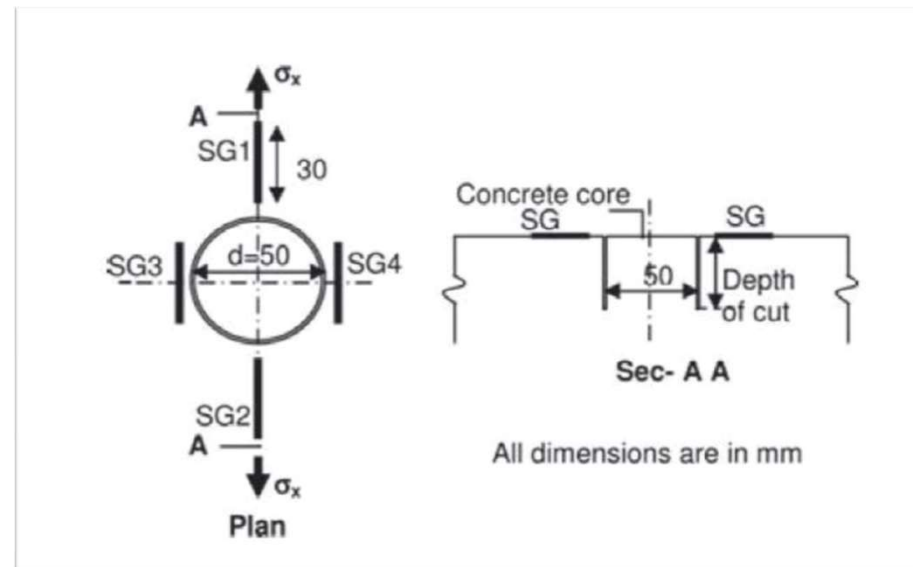 σx
A
SG1
30
SG3
d=50
SG4
SG2
A
σx
Plan
Concrete core
SG
SG
50
Depth
of cut
Sec- A A
All dimensions are in mm